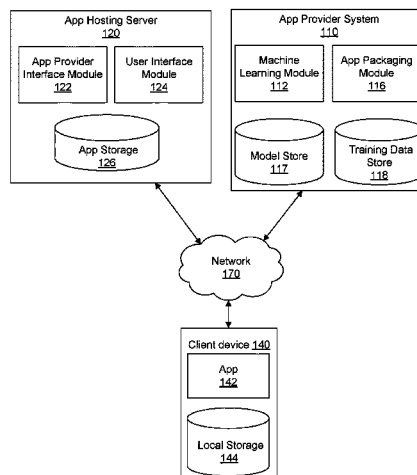 App Hosting Server
120
App Provider
Interface Module
122
User Interface
Module
124
App Storage
126
App Provider System
110
Machine
Learning Module
112
App Packaging
Module
116
Model Store
117
Training Data
Store
118
Network
170
Client device 140
App
142
Local Storage
144